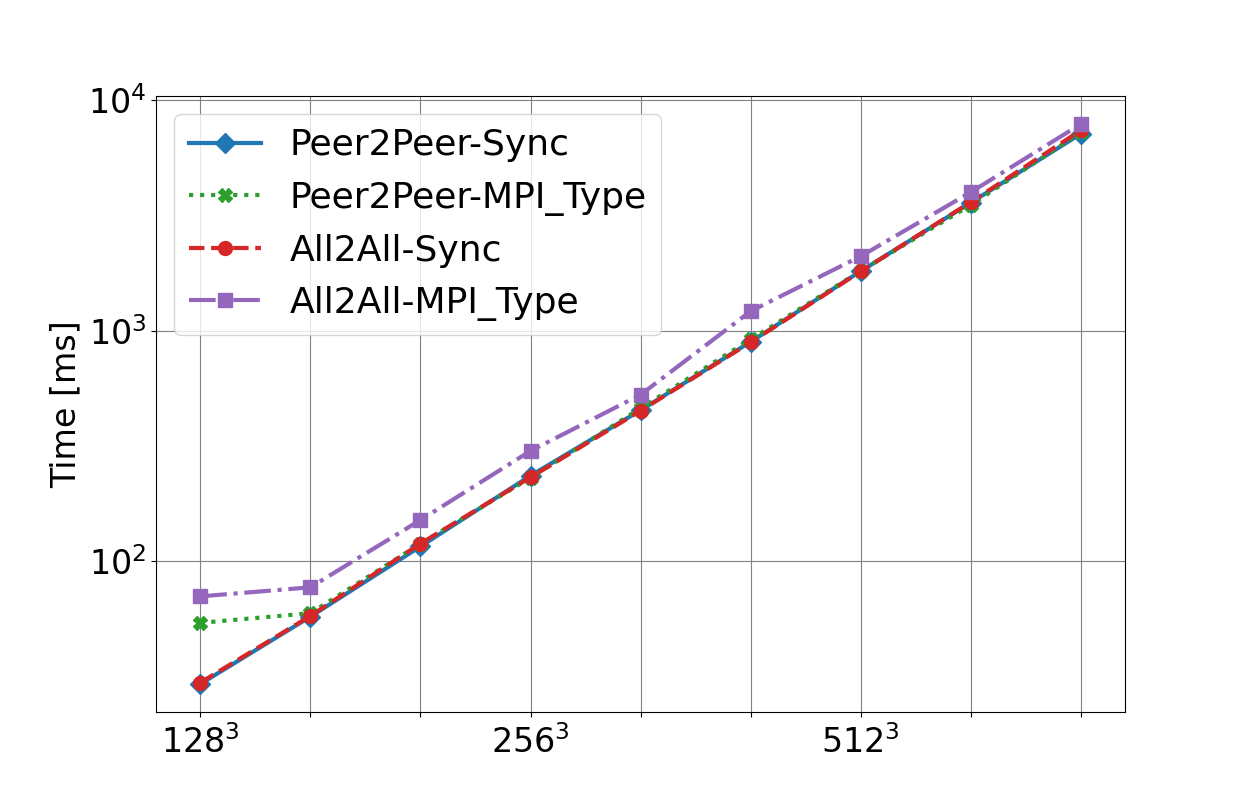 10⁴
Peer2Peer-Sync
Peer2Peer-MPI_Type
All2All-Sync
All2All-MPI_Type
10³
Time [ms]
10²
128³ 256³ 512³